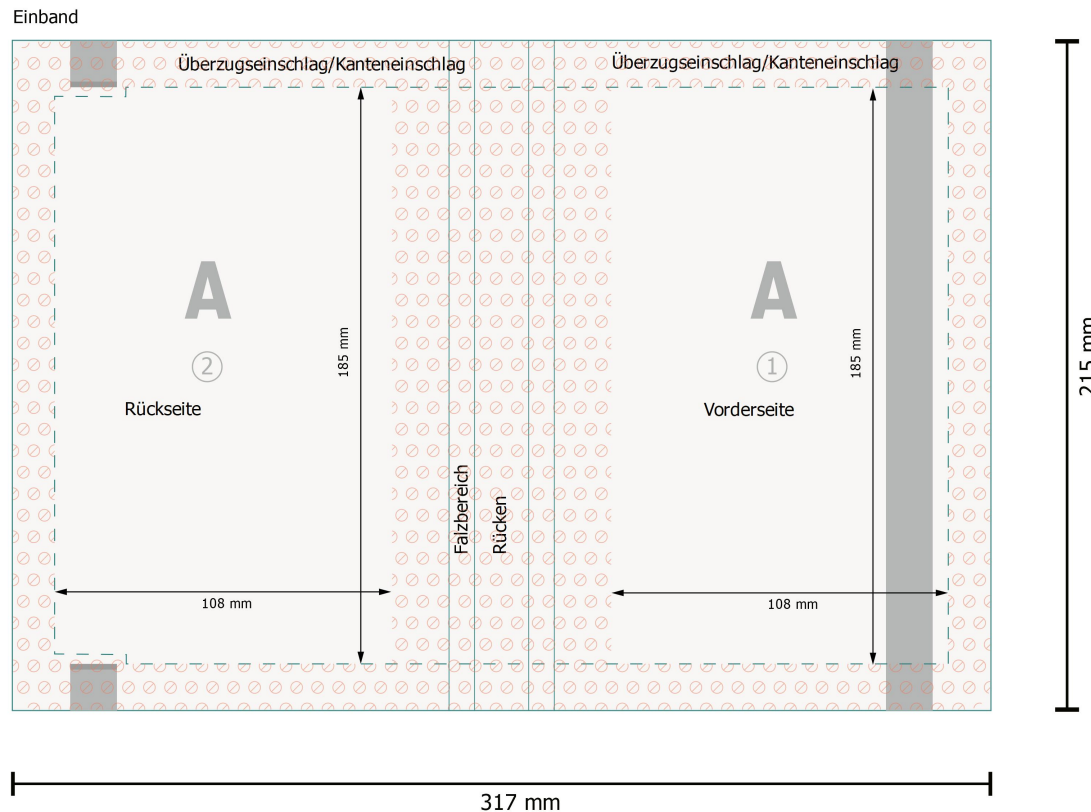 Einband
Überzugseinschlag/Kanteneinschlag
Überzugseinschlag/Kanteneinschlag
A
A
185 mm
185 mm
2
1
Rückseite
Vorderseite
215 mm
Falzbereich
Rücken
108 mm
108 mm
317 mm